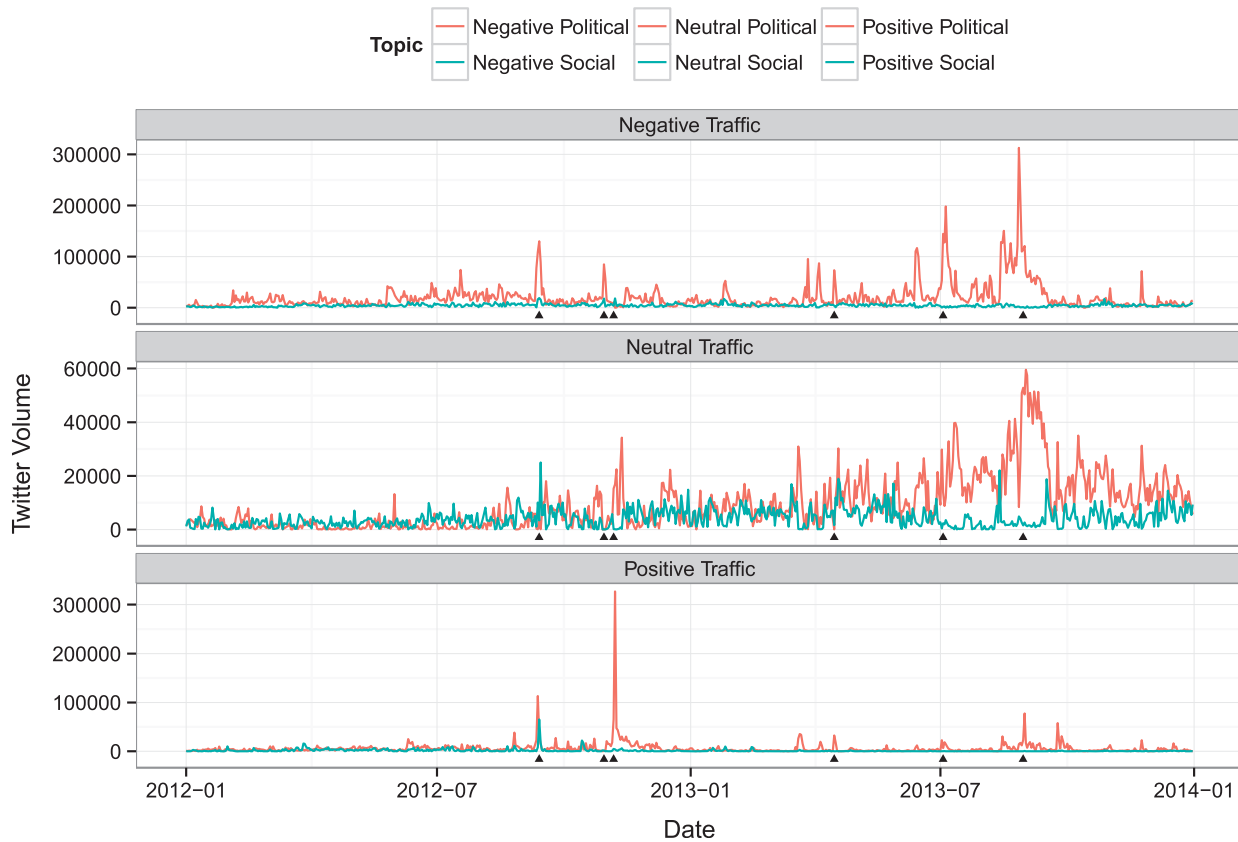 Topic
Negative Political Neutral Political Positive Political
Negative Social Neutral Social Positive Social
Negative Traffic
300000
200000
100000
0
Neutral Traffic
60000
40000
20000
0
Positive Traffic
300000
200000
100000
0
Twitter Volume
2012−01 2012−07 2013−01 2013−07 2014−01
Date